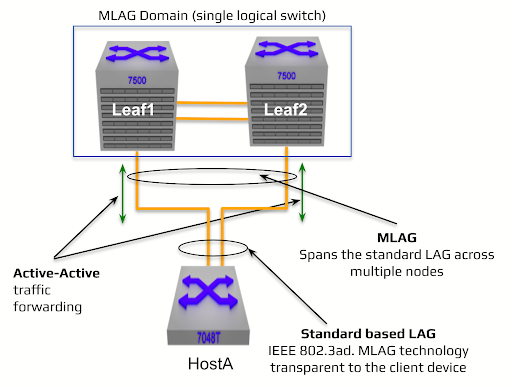 MLAG Domain (single logical switch)
7500
7500
Leaf1
Leaf2
MLAG
Spans the standard LAG across
multiple nodes
Active-Active
traffic
forwarding
7048T
HostA
Standard based LAG
IEEE 802.3ad. MLAG technology
transparent to the client device